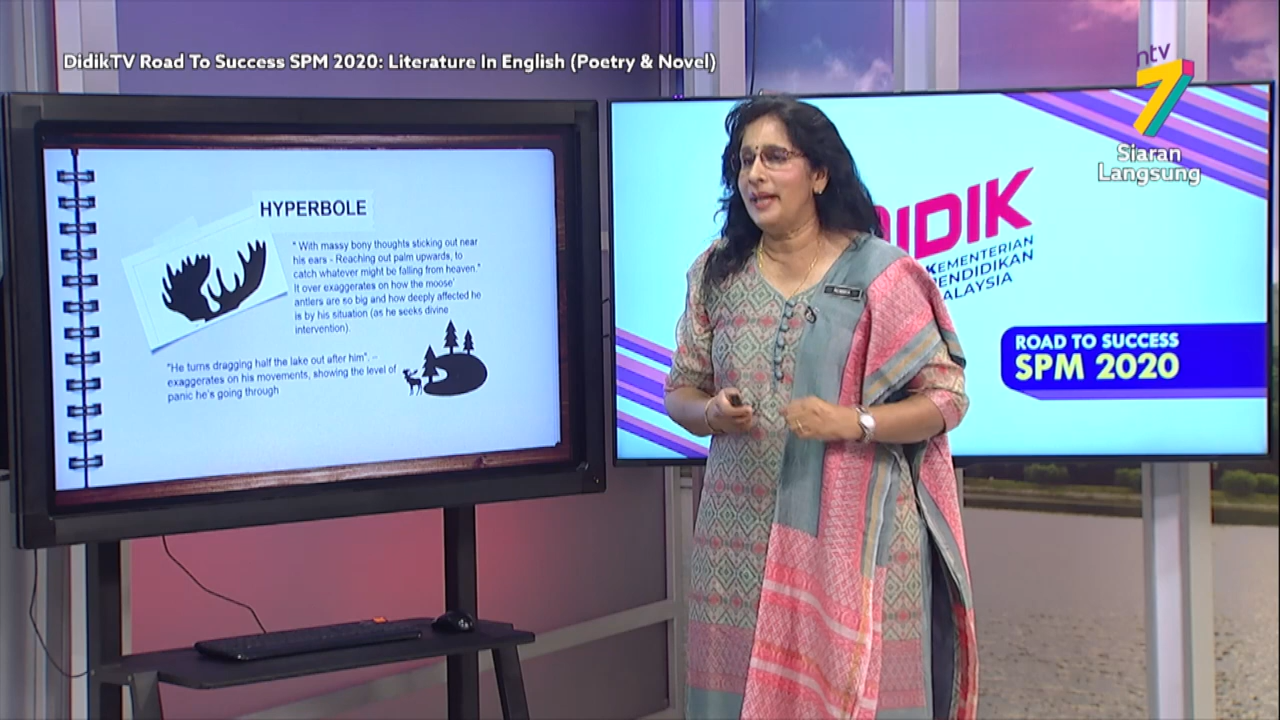 DidikTV Road To Success SPM 2020: Literature In English (Poetry & Novel)
ntv
7
Siaran
Langsung
HYPERBOLE
" With massy bony thoughts sticking out near
his ears - Reaching out palm upwards, to
catch whatever might be falling from heaven."
It over exaggerates on how the moose'
antlers are so big and how deeply affected he
is by his situation (as he seeks divine
intervention).
"He turns dragging half the lake out after him". –
exaggerates on his movements, showing the level of
panic he's going through
DIDIK
KEMENTERIAN
PENDIDIKAN
MALAYSIA
ROAD TO SUCCESS
SPM 2020